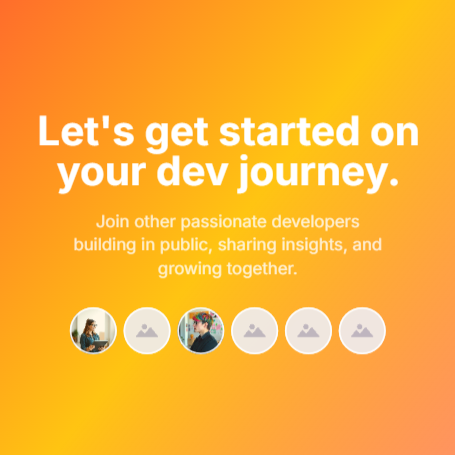 Let's get started on
your dev journey.
Join other passionate developers
building in public, sharing insights, and
growing together.